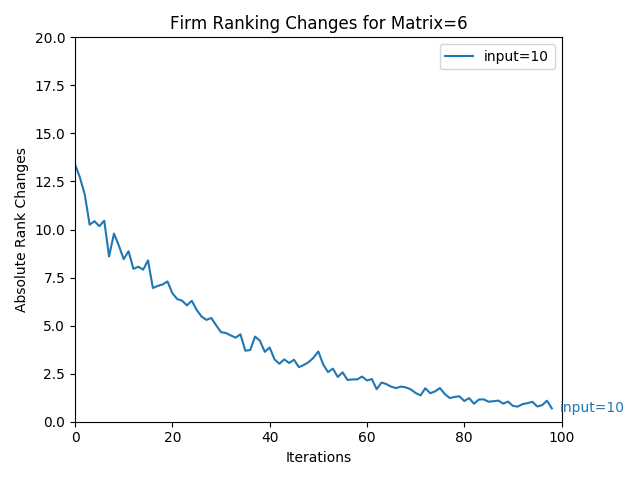 Firm Ranking Changes for Matrix=6
20.0
17.5
15.0
12.5
10.0
7.5
5.0
2.5
0.0
Absolute Rank Changes
input=10
input=10
0 20 40 60 80 100
Iterations